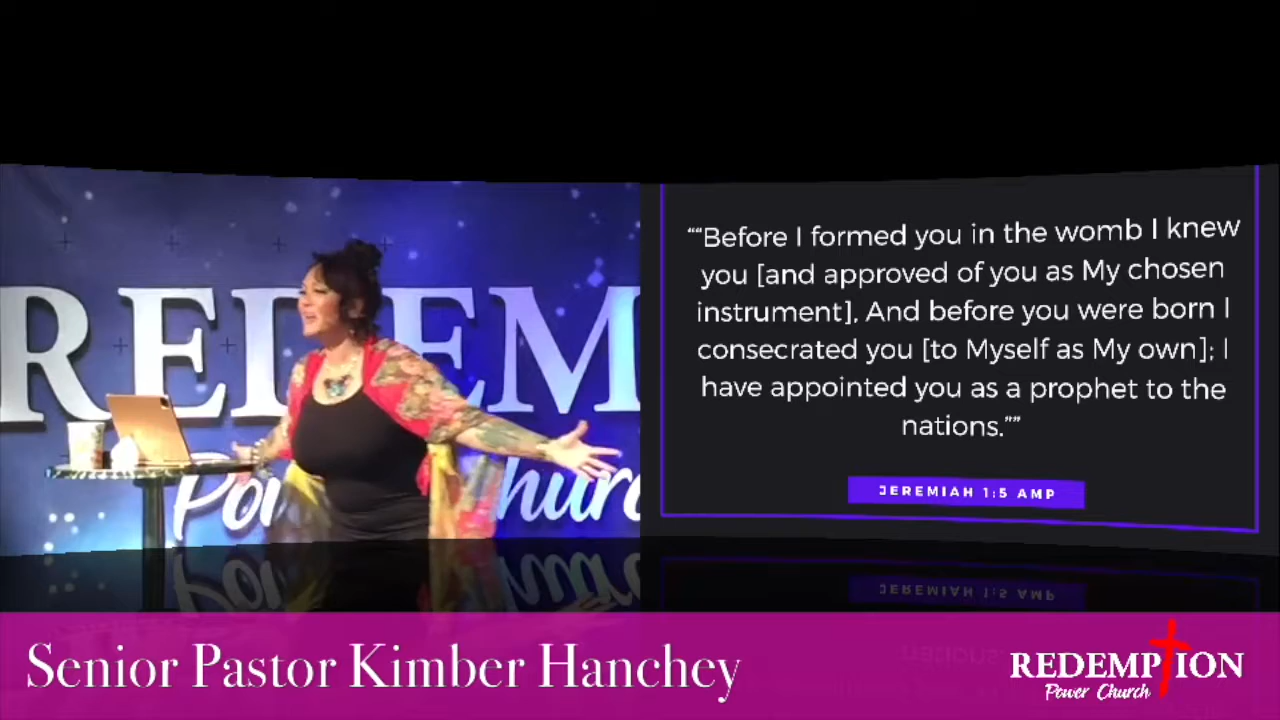 REDEM
““Before I formed you in the womb I knew
you [and approved of you as My chosen
instrument], And before you were born I
consecrated you [to Myself as My own]; I
have appointed you as a prophet to the
nations.””
JEREMIAH 1:5 AMP
Senior Pastor Kimber Hanchey
REDEMPTION
Power Church